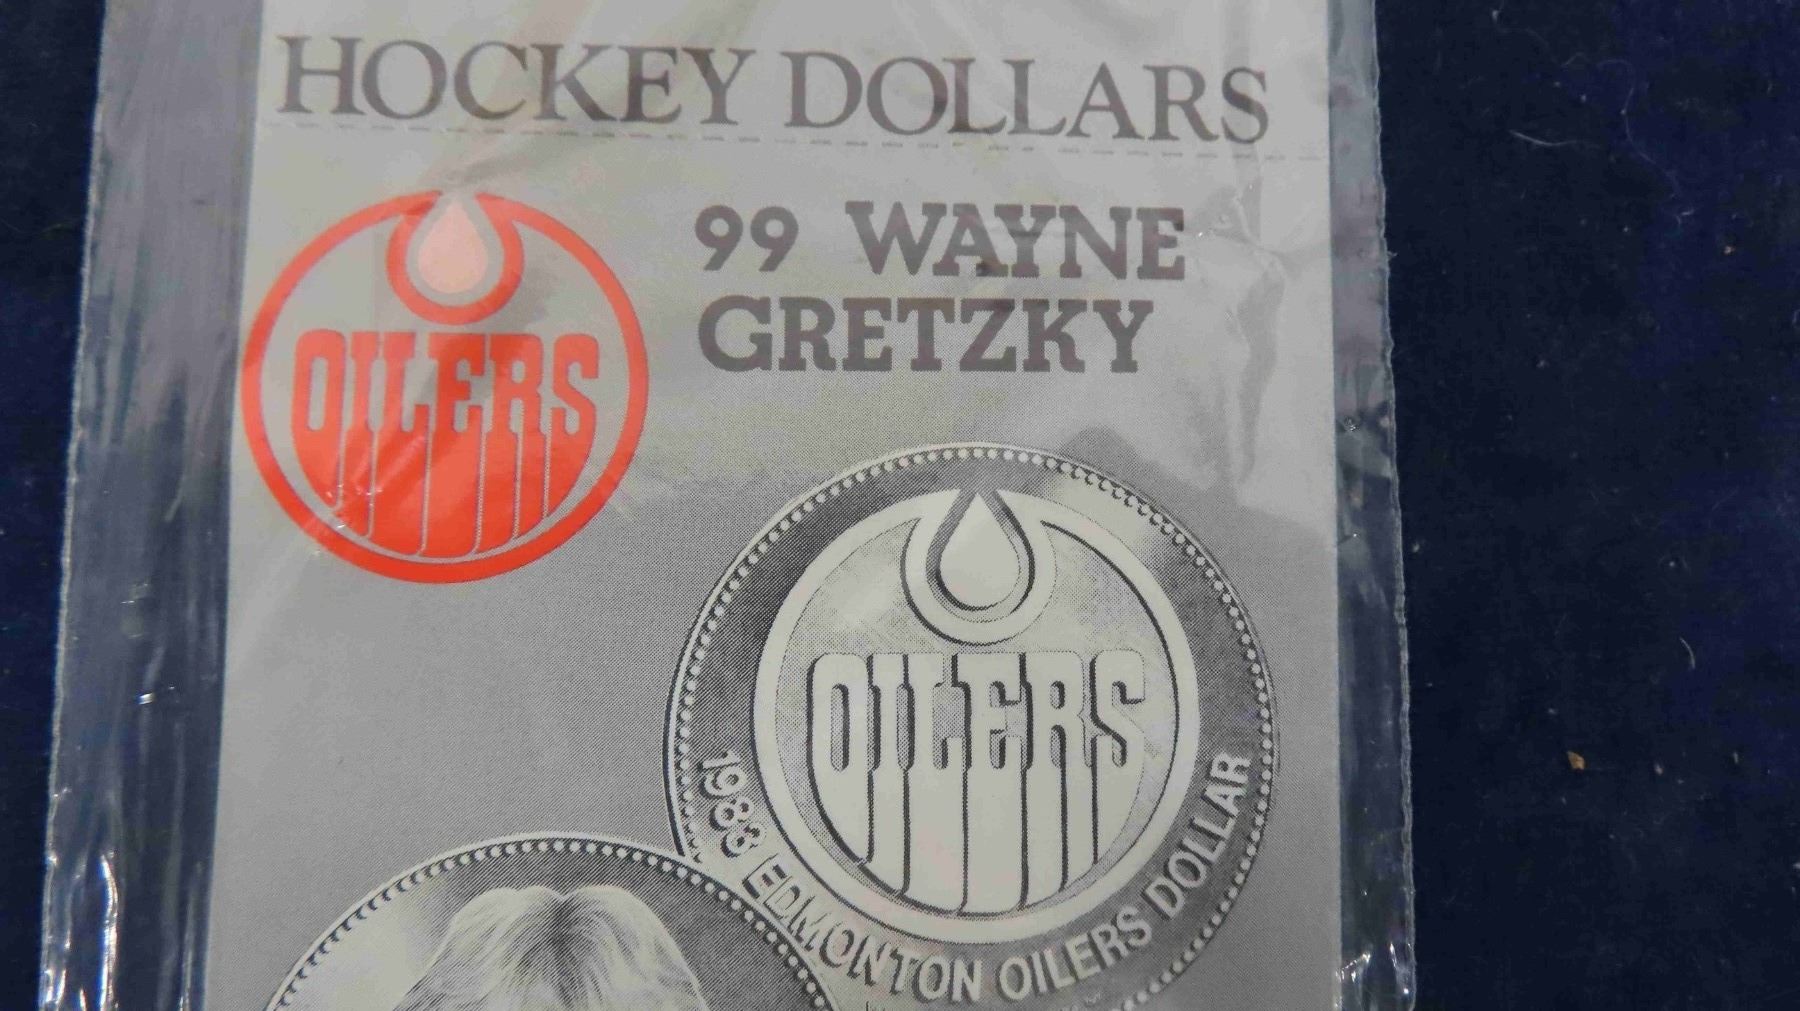 HOCKEY DOLLARS
99 WAYNE
GRETZKY
OILERS
OILERS
1983 EDMONTON OILERS DOLLAR